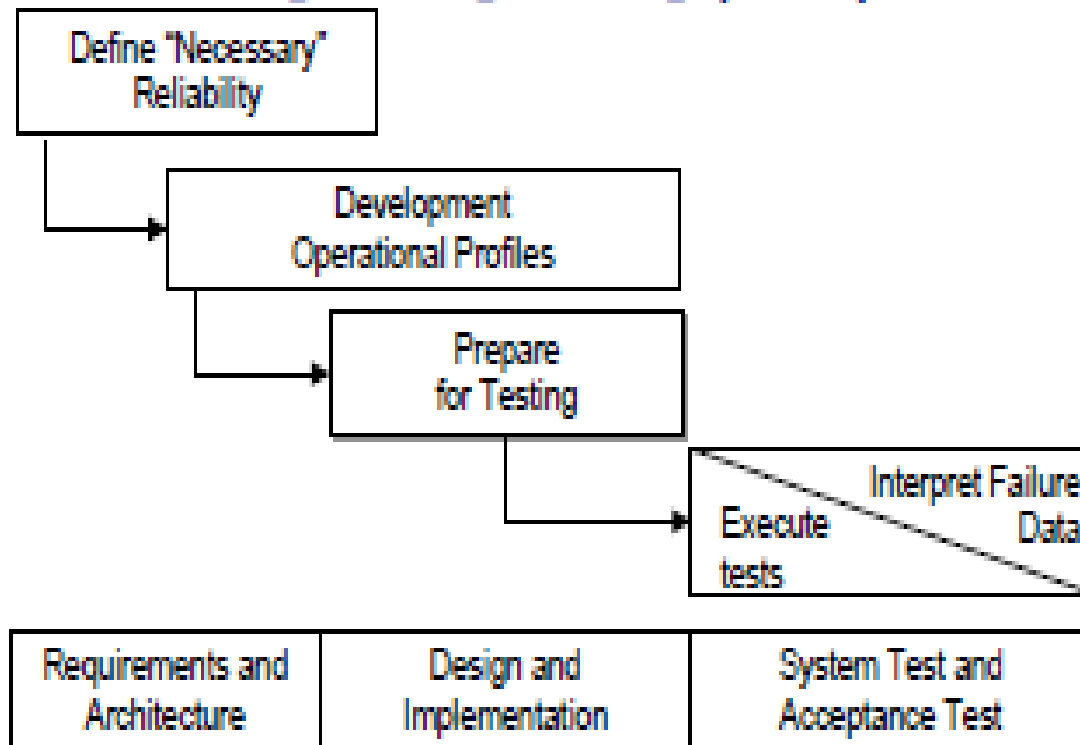 Define "Necessary"
Reliability
Development
Operational Profiles
Prepare
for Testing
Interpret Failure
Data
Execute
tests
Requirements and
Architecture
Design and
Implementation
System Test and
Acceptance Test